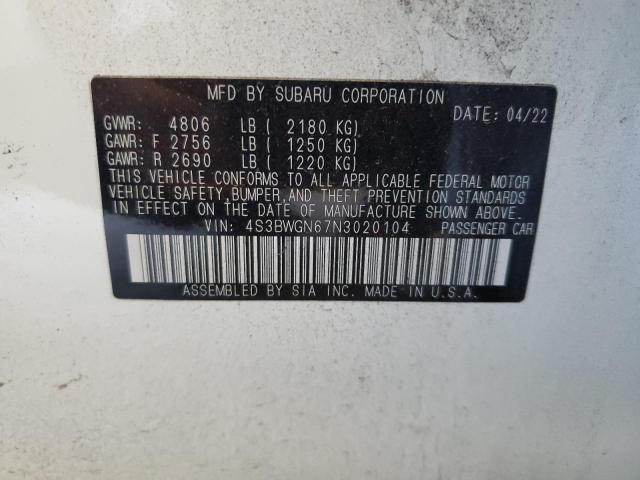 MFD BY SUBARU CORPORATION
DATE: 04/22
GVWR: 4806 LB ( 2180 KG)
GAWR: F 2756 LB ( 1250 KG)
GAWR: R 2690 LB ( 1220 KG)
THIS VEHICLE CONFORMS TO ALL APPLICABLE FEDERAL MOTOR
VEHICLE SAFETY, BUMPER, AND THEFT PREVENTION STANDARDS
IN EFFECT ON THE DATE OF MANUFACTURE SHOWN ABOVE.
VIN: 4S3BWGN67N3020104 PASSENGER CAR
ASSEMBLED BY SIA INC. MADE IN U.S.A.